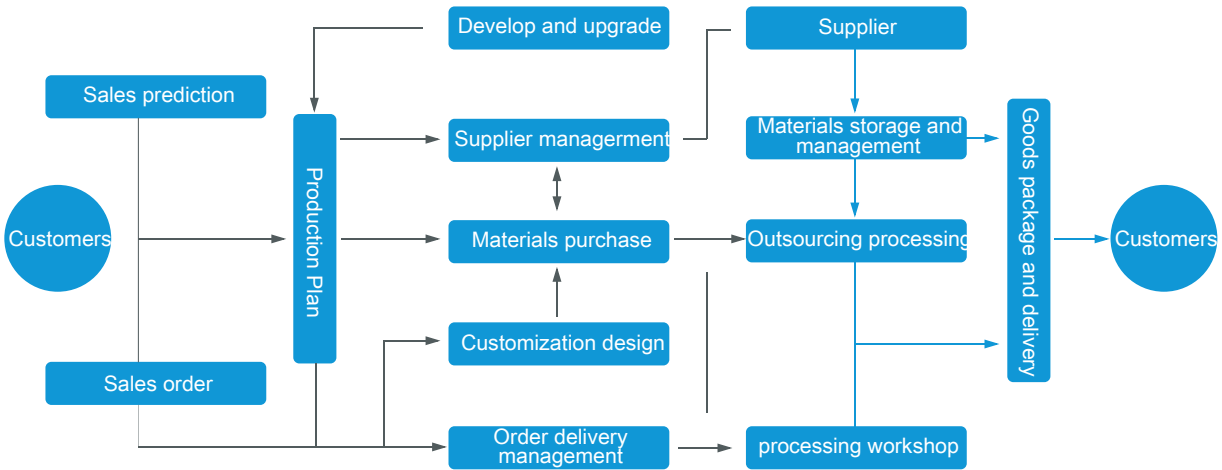 Develop and upgrade
Supplier
Sales prediction
Supplier managerment
Materials storage and
management
Production Plan
Goods package and delivery
Customers
Materials purchase
Outsourcing processing
Customers
Customization design
Sales order
Order delivery
management
processing workshop